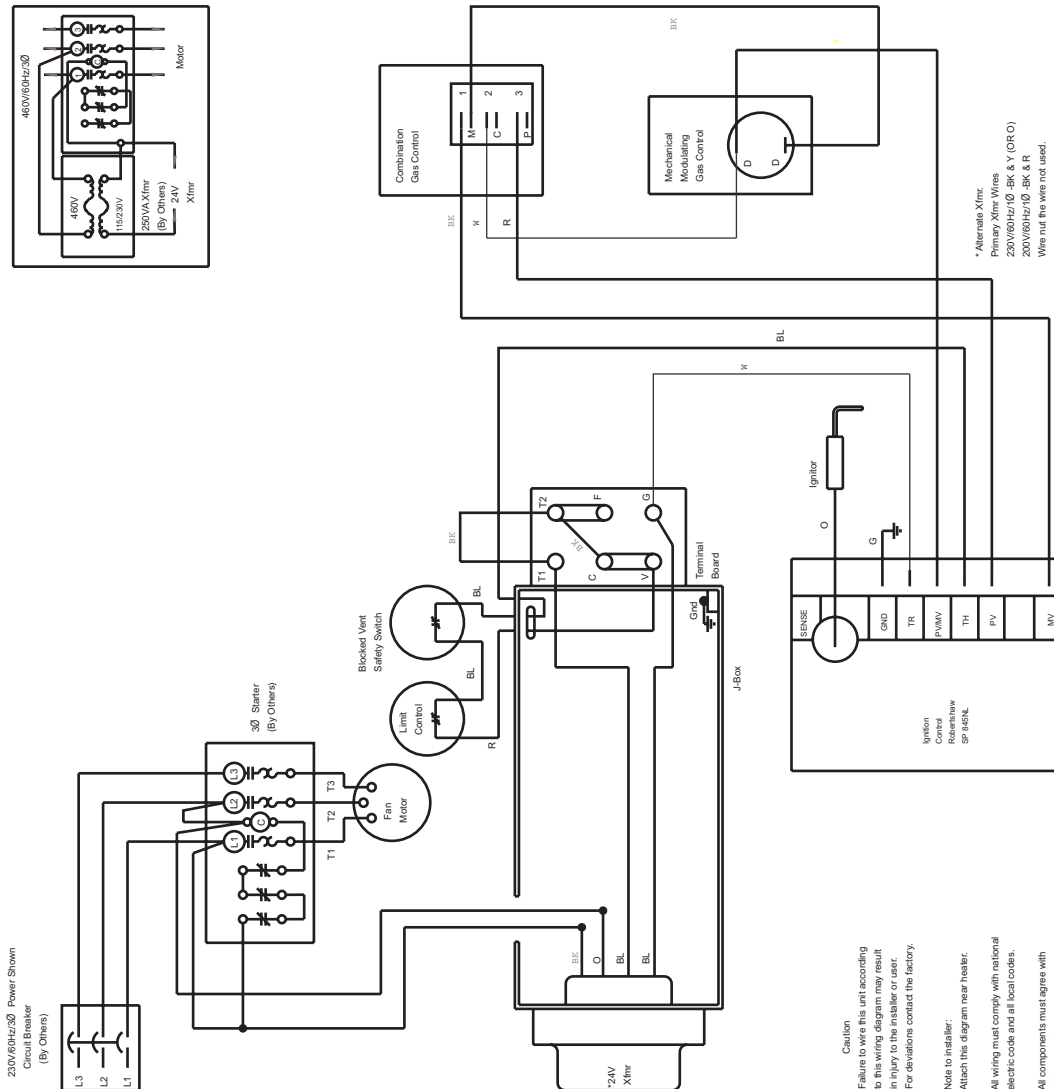 460V/60Hz/3Ø
3
2
1
C
Motor
460V
115/230V
250VA Xfmr
(By Others)
24V
Xfmr
Combination
Gas Control
1
2
3
M
C
P
BK
Mechanical
Modulating
Gas Control
D
D
BK
W
R
* Alternate Xfmr.
Primary Xfmr Wires
230V/60Hz/1Ø -BK & Y (OR O)
200V/60Hz/1Ø -BK & R
Wire nut the wire not used.
230V/60Hz/3Ø Power Shown
Circuit Breaker
(By Others)
L3
L2
L1
3Ø Starter
(By Others)
L3
L2
C
L1
T3
T2
T1
Fan
Motor
Blocked Vent
Safety Switch
BL
BL
Limit
Control
R
BL
W
BK
BK
T2
F
G
T1
C
V
Terminal
Board
Gnd
J-Box
BK
O
BL
BL
*24V
Xfmr
Ignitor
O
G
SENSE
GND
TR
PV/MV
TH
PV
MV
Ignition
Control
Robertshaw
SP 845NL
Caution
Failure to wire this unit according
to this wiring diagram may result
in injury to the installer or user.
For deviations contact the factory.
Note to installer:
Attach this diagram near heater.
All wiring must comply with national
electric code and all local codes.
All components must agree with